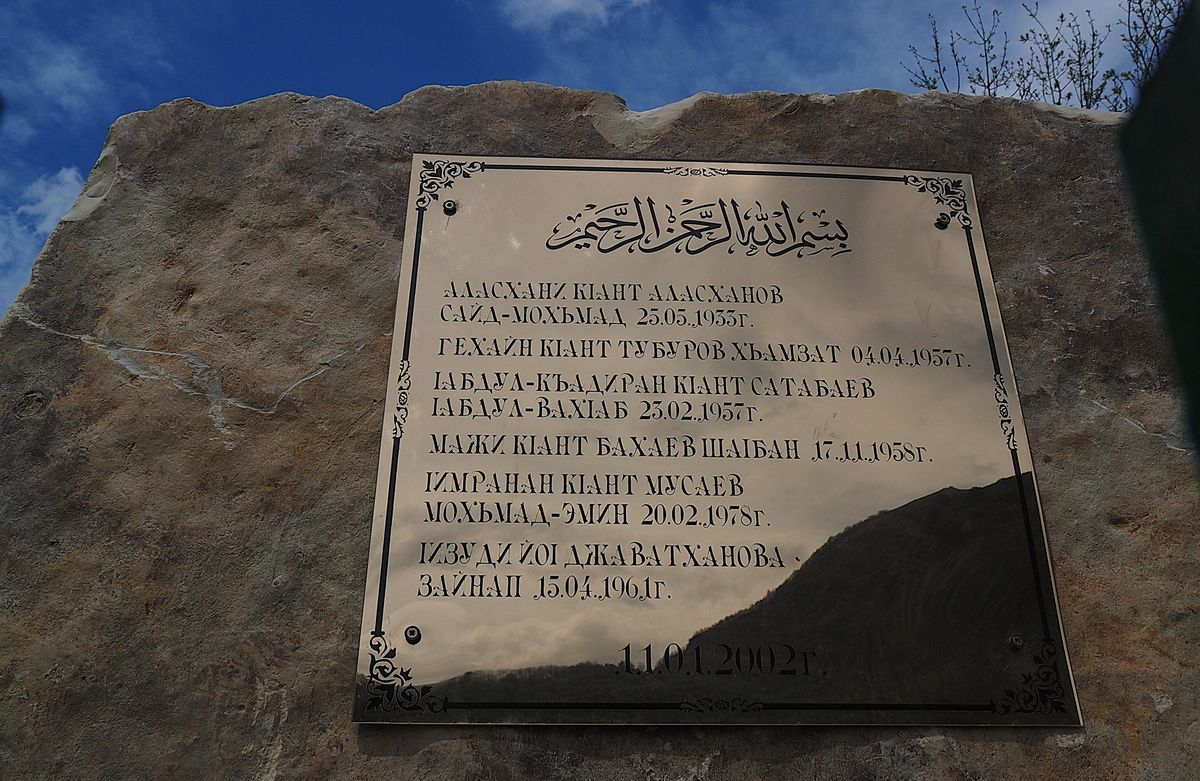 بسم الله الرحمن الرحيم
АЛАСХАНИ КIАНТ АЛАСХАНОВ
САЙД-МОХЬМАД 25.05.1933г.
ГЕХАЙН КIАНТ ТУБУРОВ ХЬАМЗАТ 04.04.1957г.
IАБДУЛ-КЪАДИРАН КIАНТ САТАБАЕВ
IАБДУЛ-ВАХIАБ 23.02.1957г.
МАЖИ КIАНТ БАХАЕВ ШАIБАН 17.11.1958г.
IИМРАНАН КIАНТ МУСАЕВ
МОХЬМАД-ЭМИН 20.02.1978г.
IИЗУДИ ЙОI ДЖАВАТХАНОВА
ЗАЙНАП 15.04.1961г.
11.01.2002г.